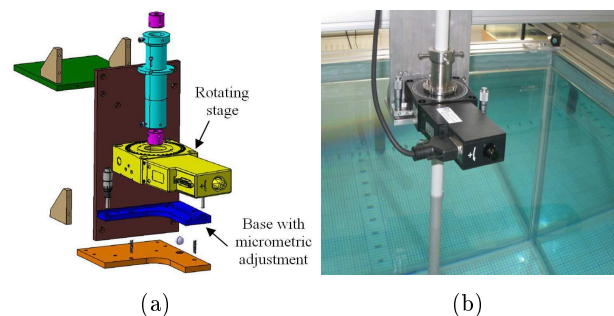 Rotating
stage
Base with
micrometric
adjustment
(a)
(b)